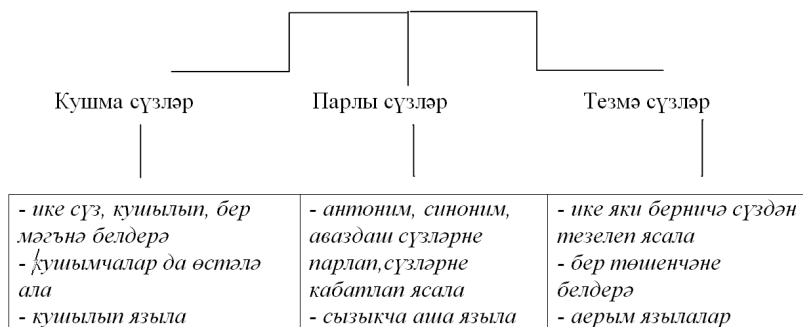 Кушма сүзләр Парлы сүзләр Тезмә сүзләр
- ике сүз, кушылып, бер
мәгънә белдерә
- кушымчалар да өстәлә
ала
- кушылып языла
- антоним, синоним,
аваздаш сүзләрне
парлап,сүзләрне
кабатлап ясала
- сызыкча аша языла
- ике яки берничә сүздән
тезелеп ясала
- бер төшенчәне
белдерә
- аерым языларлар